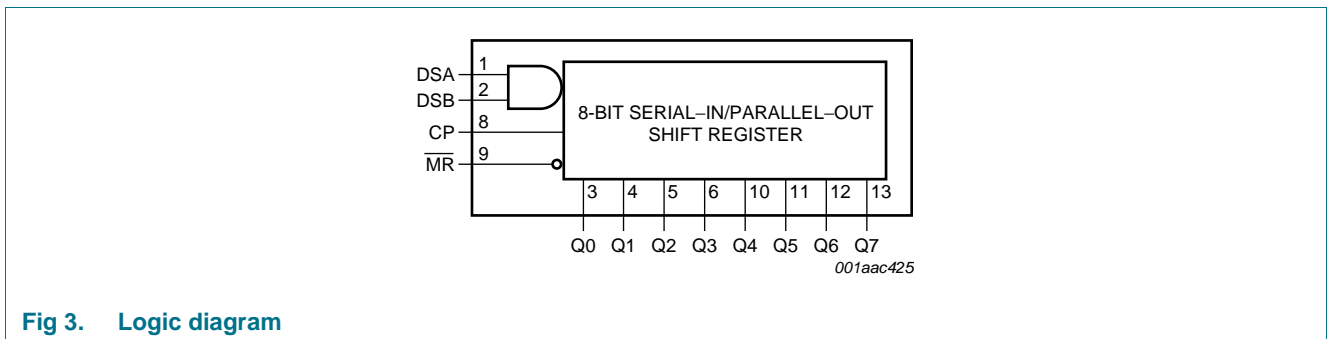 DSA 1
DSB 2
CP 8
MR 9
8-BIT SERIAL–IN/PARALLEL–OUT
SHIFT REGISTER
3 4 5 6 10 11 12 13
Q0 Q1 Q2 Q3 Q4 Q5 Q6 Q7
001aac425
Fig 3. Logic diagram